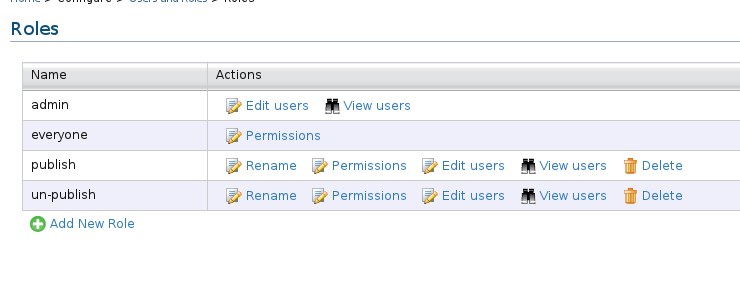 Home > Configure > Users and Roles > Roles
Roles
Name Actions
admin Edit users View users
everyone Permissions
publish Rename Permissions Edit users View users Delete
un-publish Rename Permissions Edit users View users Delete
Add New Role